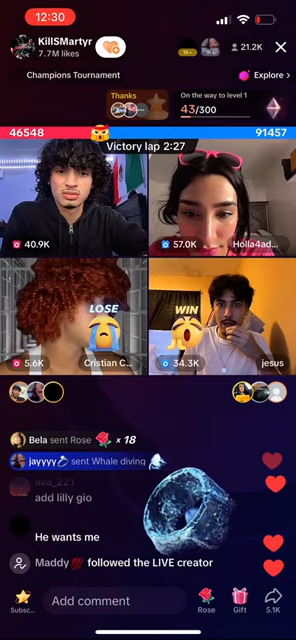 12:30
KillSMartyr
7.7M likes
1K+
21.2K
Champions Tournament
Explore >
Thanks
On the way to level 1
43/300
46548
91457
Victory lap 2:27
40.9K
57.0K
Holla4ad...
LOSE
WIN
5.6K
Cristian C...
34.3K
jesus
Bela sent Rose × 18
jayyyy💍 sent Whale diving
ava_221
add lilly gio
He wants me
Maddy 💯 followed the LIVE creator
Subsc...
Add comment
Rose
Gift
5.1K